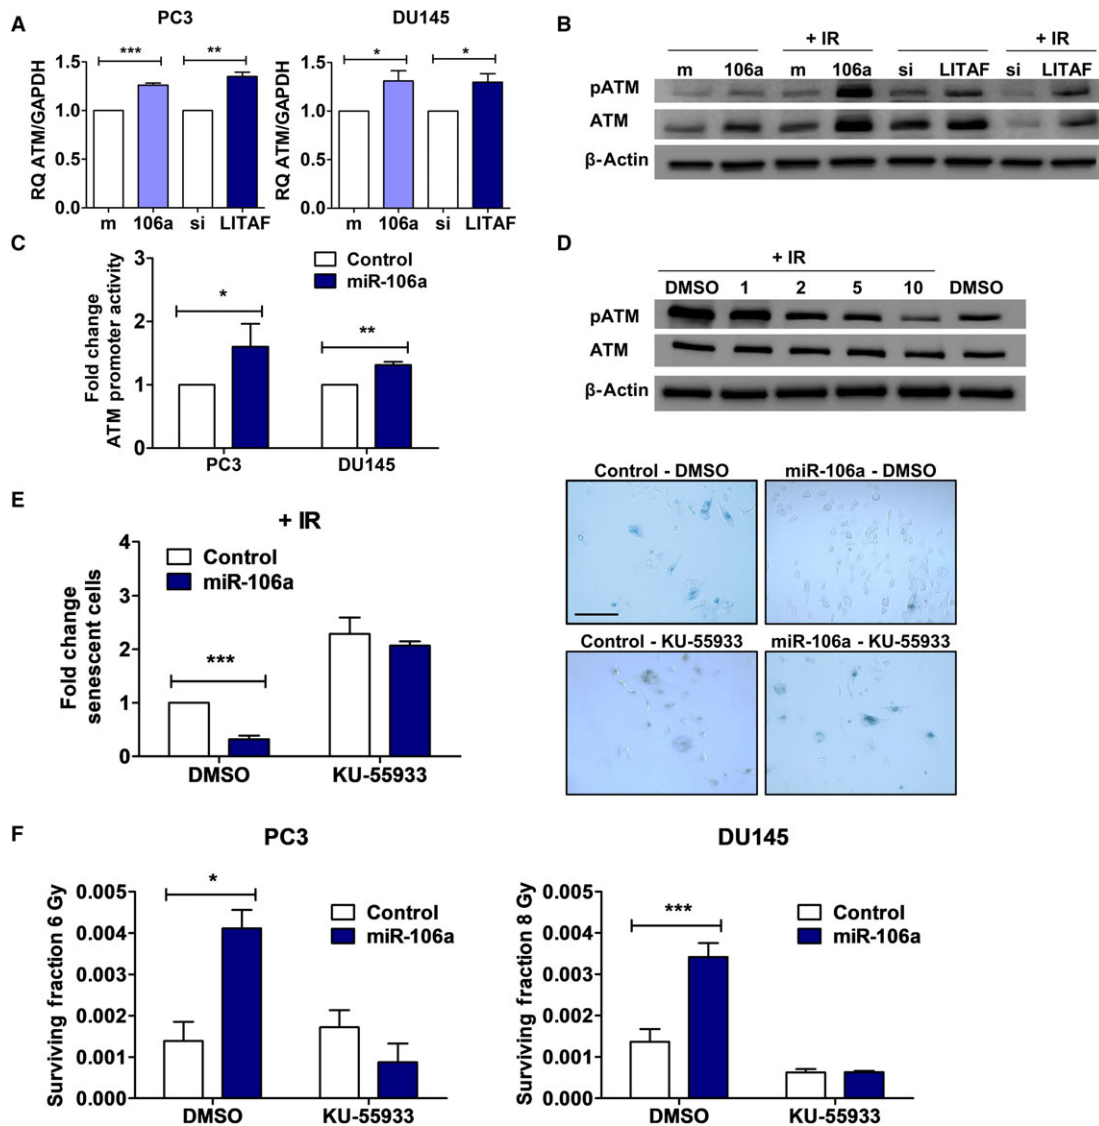 A
PC3
DU145
*** ** * *
RQ ATM/GAPDH
1.5
1.0
0.5
0.0
m 106a si LITAF
RQ ATM/GAPDH
1.5
1.0
0.5
0.0
m 106a si LITAF
B
+ IR + IR
m 106a m 106a si LITAF si LITAF
pATM
ATM
β-Actin
C
Fold change
ATM promoter activity
3
2
1
0
Control
miR-106a
* **
PC3 DU145
D
+ IR
DMSO 1 2 5 10 DMSO
pATM
ATM
β-Actin
E
+ IR
Fold change
senescent cells
4
3
2
1
0
Control
miR-106a
***
DMSO KU-55933
Control - DMSO miR-106a - DMSO
Control - KU-55933 miR-106a - KU-55933
F
PC3
Surviving fraction 6 Gy
0.005
0.004
0.003
0.002
0.001
0.000
*
Control
miR-106a
DMSO KU-55933
DU145
Surviving fraction 8 Gy
0.005
0.004
0.003
0.002
0.001
0.000
***
Control
miR-106a
DMSO KU-55933